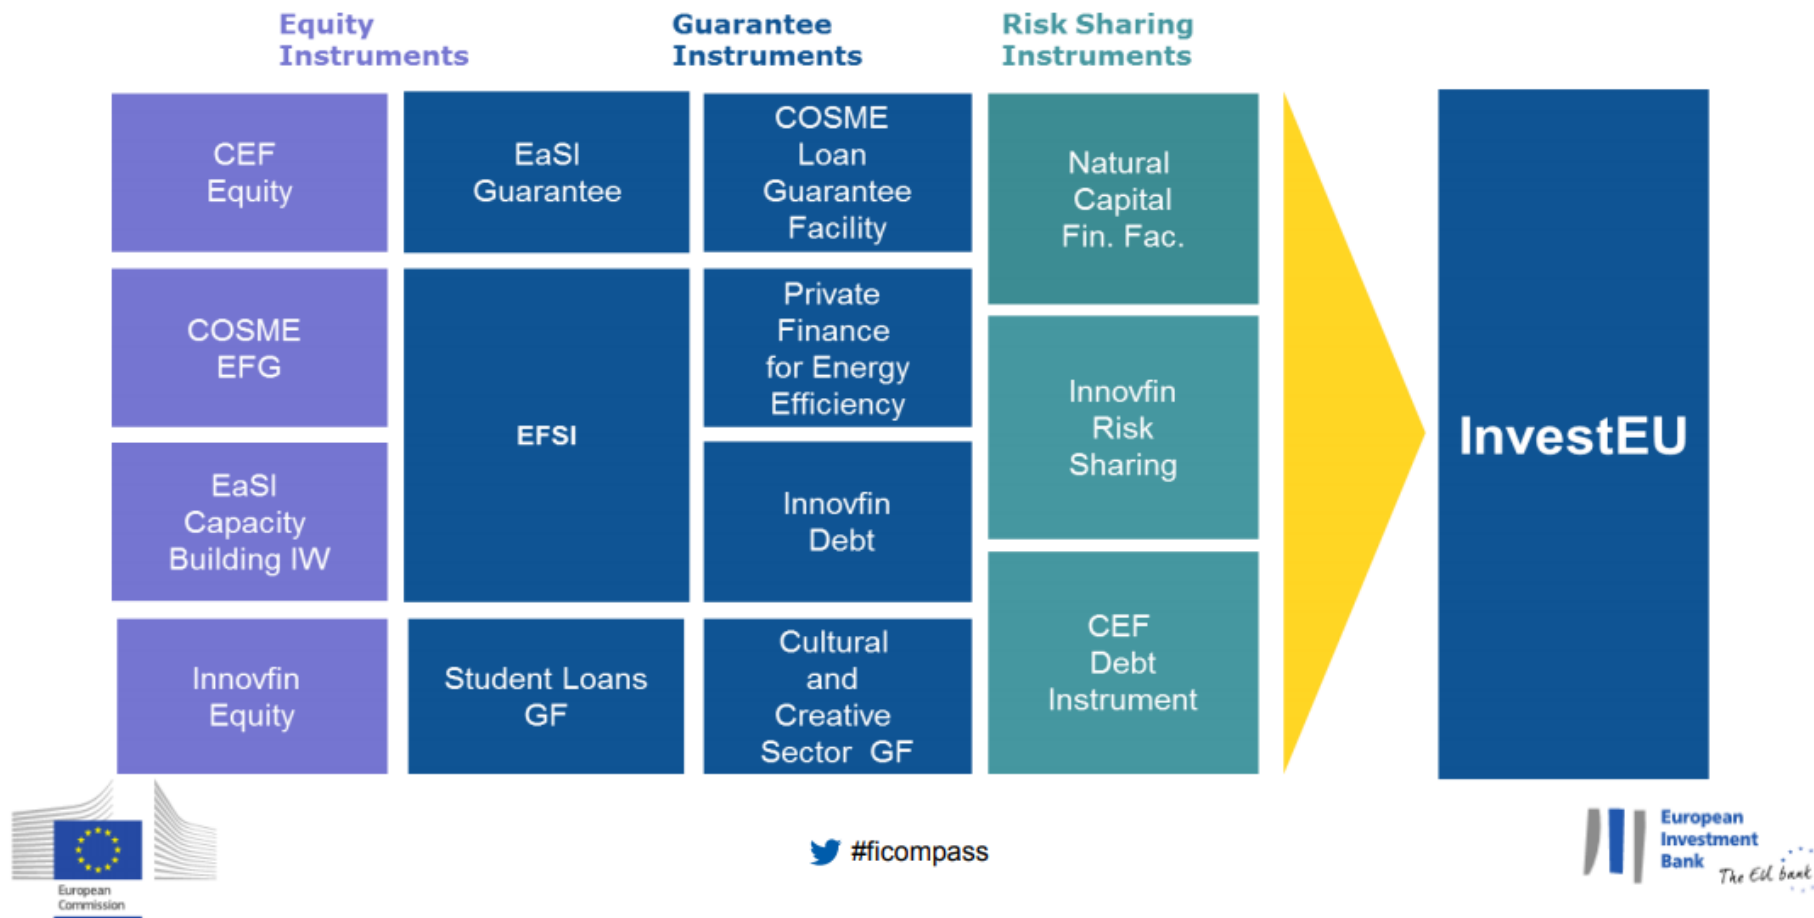 Equity
Instruments
Guarantee
Instruments
Risk Sharing
Instruments
CEF
Equity
COSME
EFG
EaSI
Capacity
Building IW
Innovfin
Equity
EaSI
Guarantee
EFSI
Student Loans
GF
COSME
Loan
Guarantee
Facility
Private
Finance
for Energy
Efficiency
Innovfin
Debt
Cultural
and
Creative
Sector GF
Natural
Capital
Fin. Fac.
Innovfin
Risk
Sharing
CEF
Debt
Instrument
InvestEU
European
Commission
#ficompass
European
Investment
Bank
The EU bank